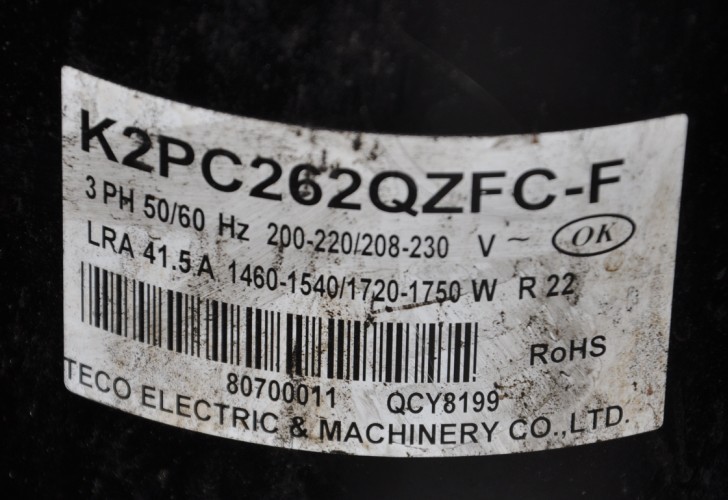 K2PC262QZFC-F
3 PH 50/60 Hz 200-220/208-230 V ~ OK
LRA 41.5 A 1460-1540/1720-1750 W R 22
RoHS
80700011 QCY8199
TECO ELECTRIC & MACHINERY CO.,LTD.